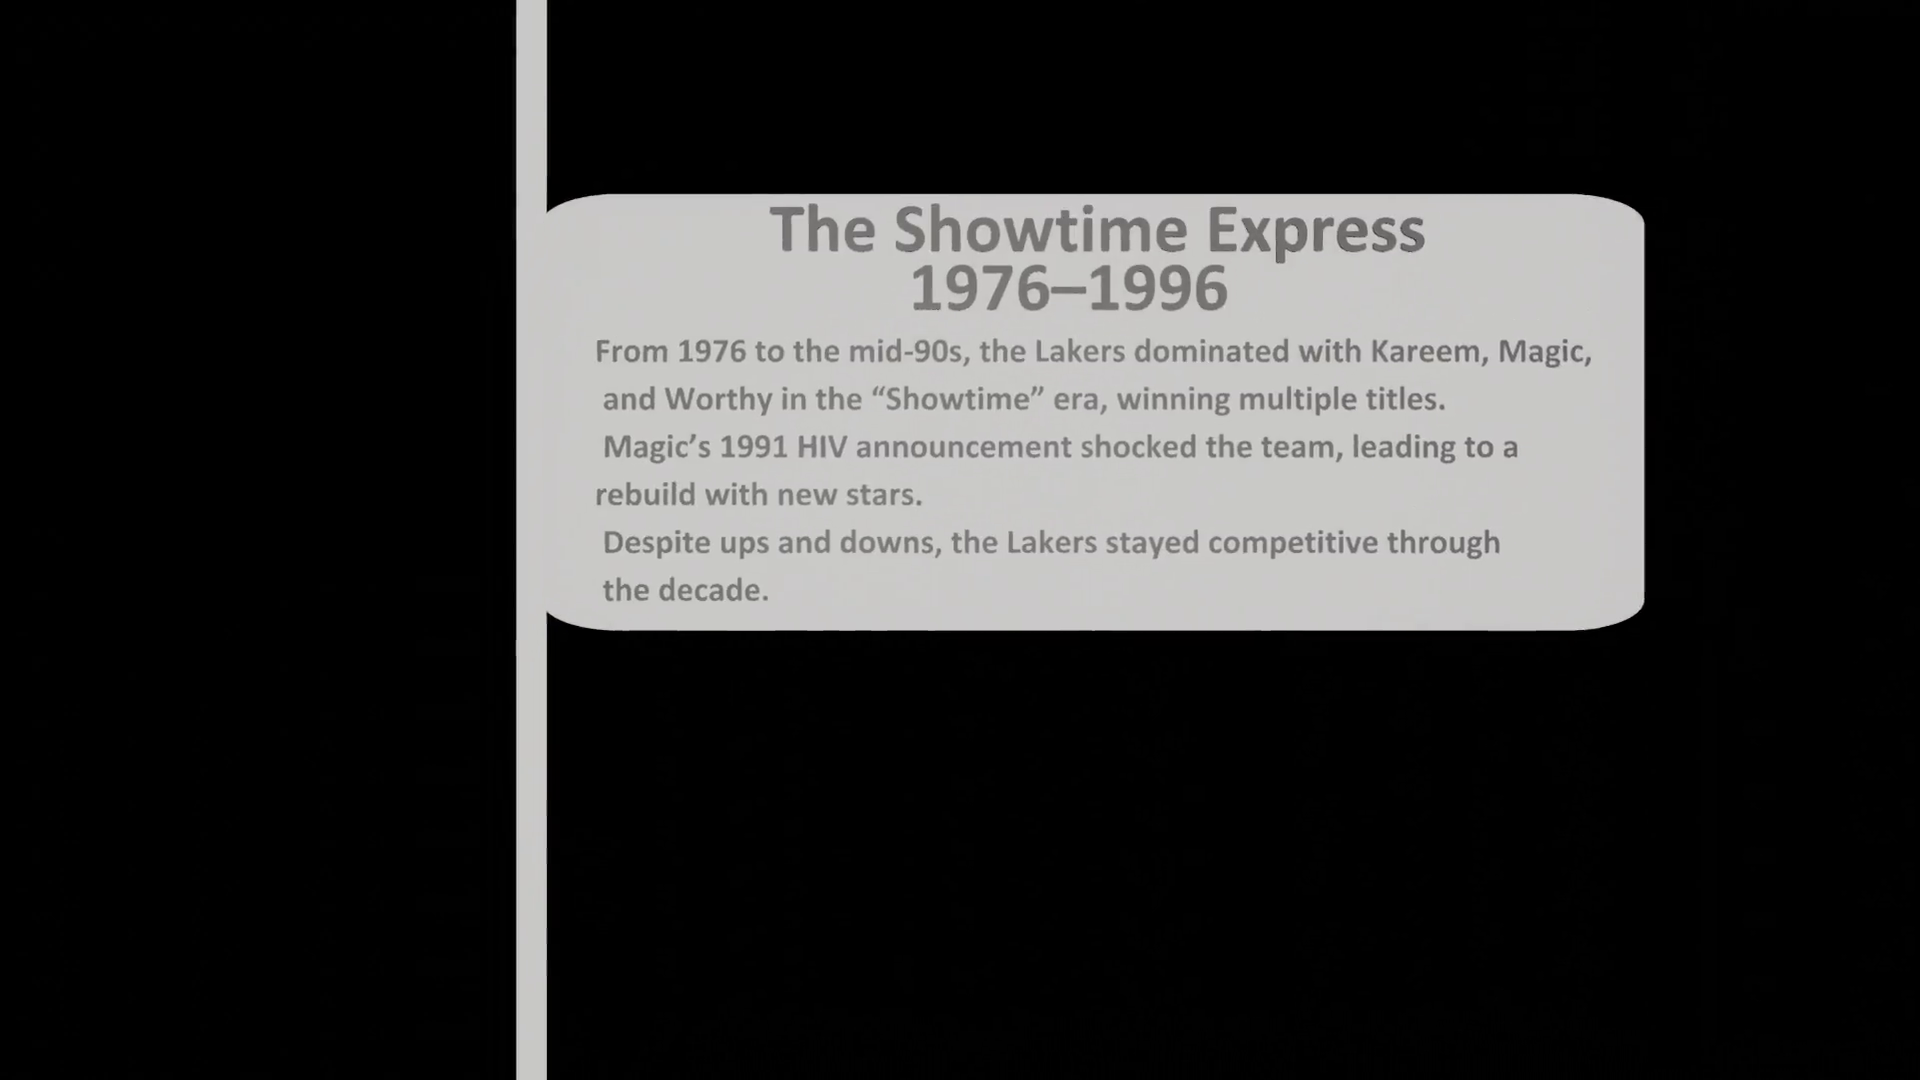 The Showtime Express
1976–1996
From 1976 to the mid-90s, the Lakers dominated with Kareem, Magic,
and Worthy in the “Showtime” era, winning multiple titles.
Magic’s 1991 HIV announcement shocked the team, leading to a
rebuild with new stars.
Despite ups and downs, the Lakers stayed competitive through
the decade.